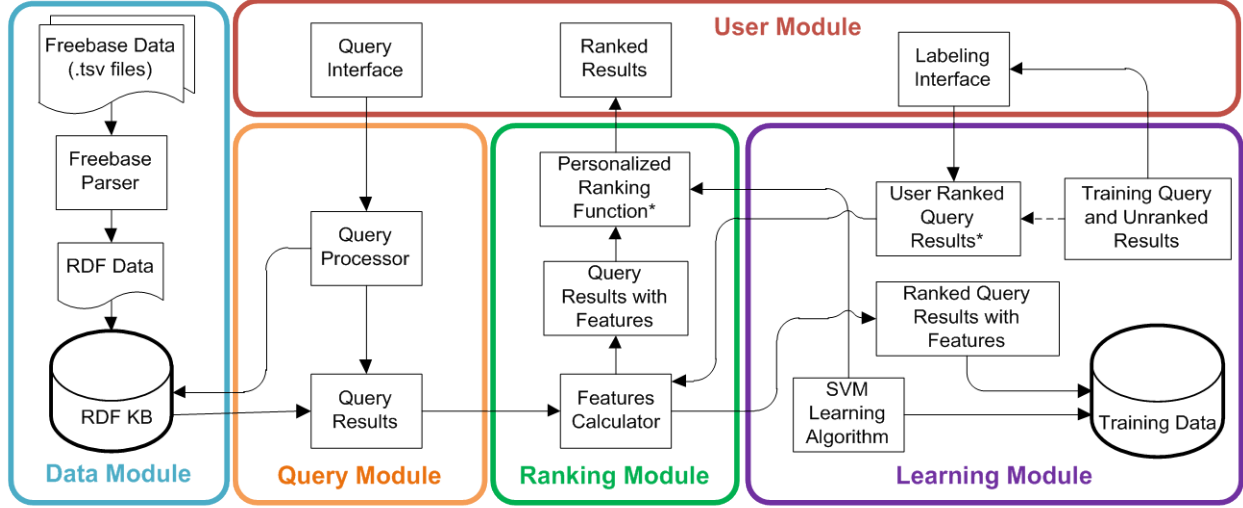 User Module
Freebase Data
(.tsv files)
Query
Interface
Ranked
Results
Labeling
Interface
Freebase
Parser
Personalized
Ranking
Function*
User Ranked
Query
Results*
Training Query
and Unranked
Results
Query
Processor
RDF Data
Query
Results with
Features
Ranked Query
Results with
Features
RDF KB
Query
Results
Features
Calculator
SVM
Learning
Algorithm
Training Data
Data Module
Query Module
Ranking Module
Learning Module